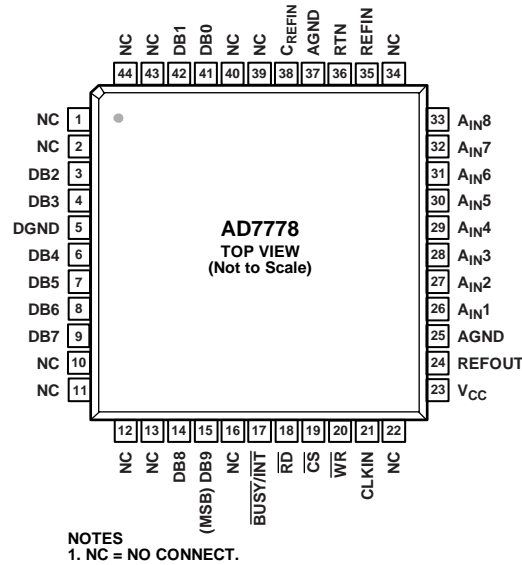 NC NC DB1 DB0 NC NC CREFIN AGND RTN REFIN NC
44 43 42 41 40 39 38 37 36 35 34
NC 1
NC 2
DB2 3
DB3 4
DGND 5
DB4 6
DB5 7
DB6 8
DB7 9
NC 10
NC 11
AD7778
TOP VIEW
(Not to Scale)
33 AIN8
32 AIN7
31 AIN6
30 AIN5
29 AIN4
28 AIN3
27 AIN2
26 AIN1
25 AGND
24 REFOUT
23 VCC
12 13 14 15 16 17 18 19 20 21 22
NC NC DB8 (MSB) DB9 NC BUSY/INT RD CS WR CLKIN NC
NOTES
1. NC = NO CONNECT.